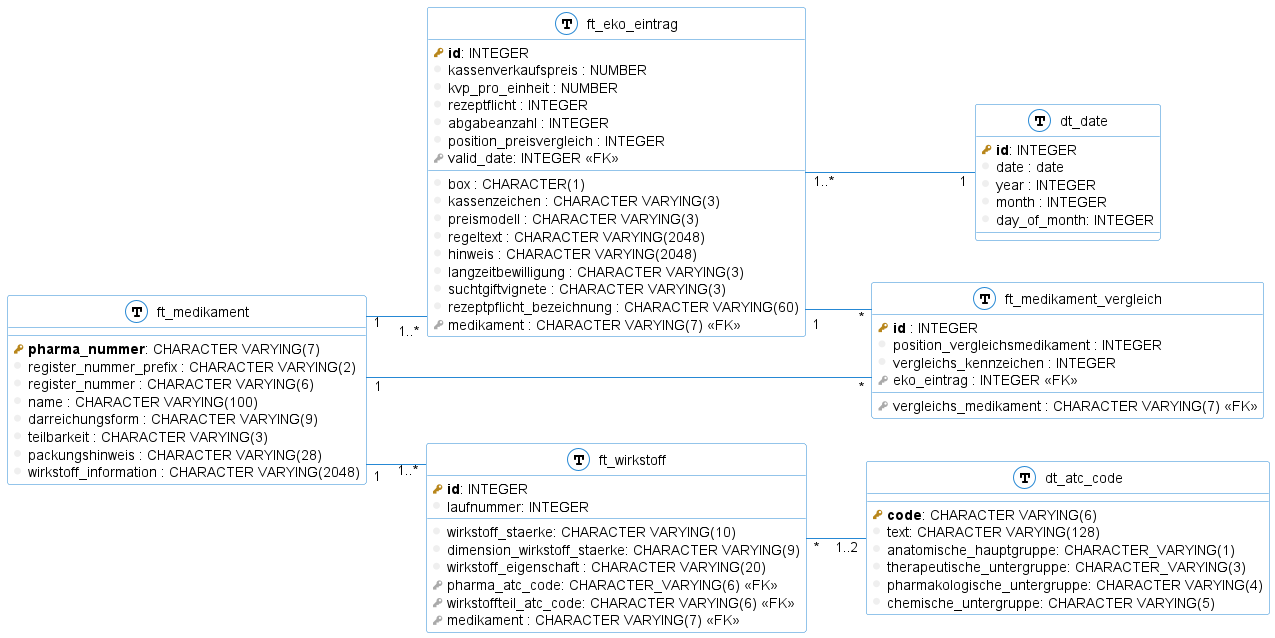 T ft_eko_eintrag
id: INTEGER
kassenverkaufspreis : NUMBER
kvp_pro_einheit : NUMBER
rezeptflicht : INTEGER
abgabeanzahl : INTEGER
position_preisvergleich : INTEGER
valid_date: INTEGER «FK»
box : CHARACTER(1)
kassenzeichen : CHARACTER VARYING(3)
preismodell : CHARACTER VARYING(3)
regeltext : CHARACTER VARYING(2048)
hinweis : CHARACTER VARYING(2048)
langzeitbewilligung : CHARACTER VARYING(3)
suchtgiftvignete : CHARACTER VARYING(3)
rezeptpflicht_bezeichnung : CHARACTER VARYING(60)
medikament : CHARACTER VARYING(7) «FK»
1..* 1
T dt_date
id: INTEGER
date : date
year : INTEGER
month : INTEGER
day_of_month: INTEGER
T ft_medikament
pharma_nummer: CHARACTER VARYING(7)
register_nummer_prefix : CHARACTER VARYING(2)
register_nummer : CHARACTER VARYING(6)
name : CHARACTER VARYING(100)
darreichungsform : CHARACTER VARYING(9)
teilbarkeit : CHARACTER VARYING(3)
packungshinweis : CHARACTER VARYING(28)
wirkstoff_information : CHARACTER VARYING(2048)
1 1..*
1 *
1 *
1 1..*
T ft_medikament_vergleich
id : INTEGER
position_vergleichsmedikament : INTEGER
vergleichs_kennzeichen : INTEGER
eko_eintrag : INTEGER «FK»
vergleichs_medikament : CHARACTER VARYING(7) «FK»
T ft_wirkstoff
id: INTEGER
laufnummer: INTEGER
wirkstoff_staerke: CHARACTER VARYING(10)
dimension_wirkstoff_staerke: CHARACTER VARYING(9)
wirkstoff_eigenschaft : CHARACTER VARYING(20)
pharma_atc_code: CHARACTER_VARYING(6) «FK»
wirkstoffteil_atc_code: CHARACTER VARYING(6) «FK»
medikament : CHARACTER VARYING(7) «FK»
* 1..2
T dt_atc_code
code: CHARACTER VARYING(6)
text: CHARACTER VARYING(128)
anatomische_hauptgruppe: CHARACTER_VARYING(1)
therapeutische_untergruppe: CHARACTER_VARYING(3)
pharmakologische_untergruppe: CHARACTER VARYING(4)
chemische_untergruppe: CHARACTER VARYING(5)